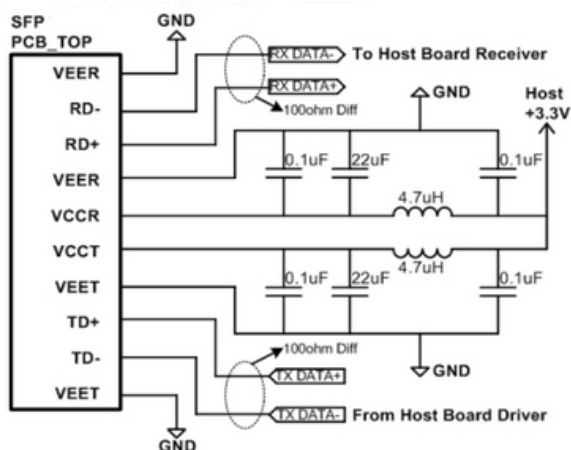 SFP
PCB_TOP
GND
VEER
RD-
RD+
VEER
VCCR
VCCT
VEET
TD+
TD-
VEET
GND
RX DATA-
To Host Board Receiver
RX DATA+
100ohm Diff
GND
Host
+3.3V
0.1uF
22uF
0.1uF
4.7uH
4.7uH
0.1uF
22uF
0.1uF
100ohm Diff
GND
TX DATA+
TX DATA-
From Host Board Driver